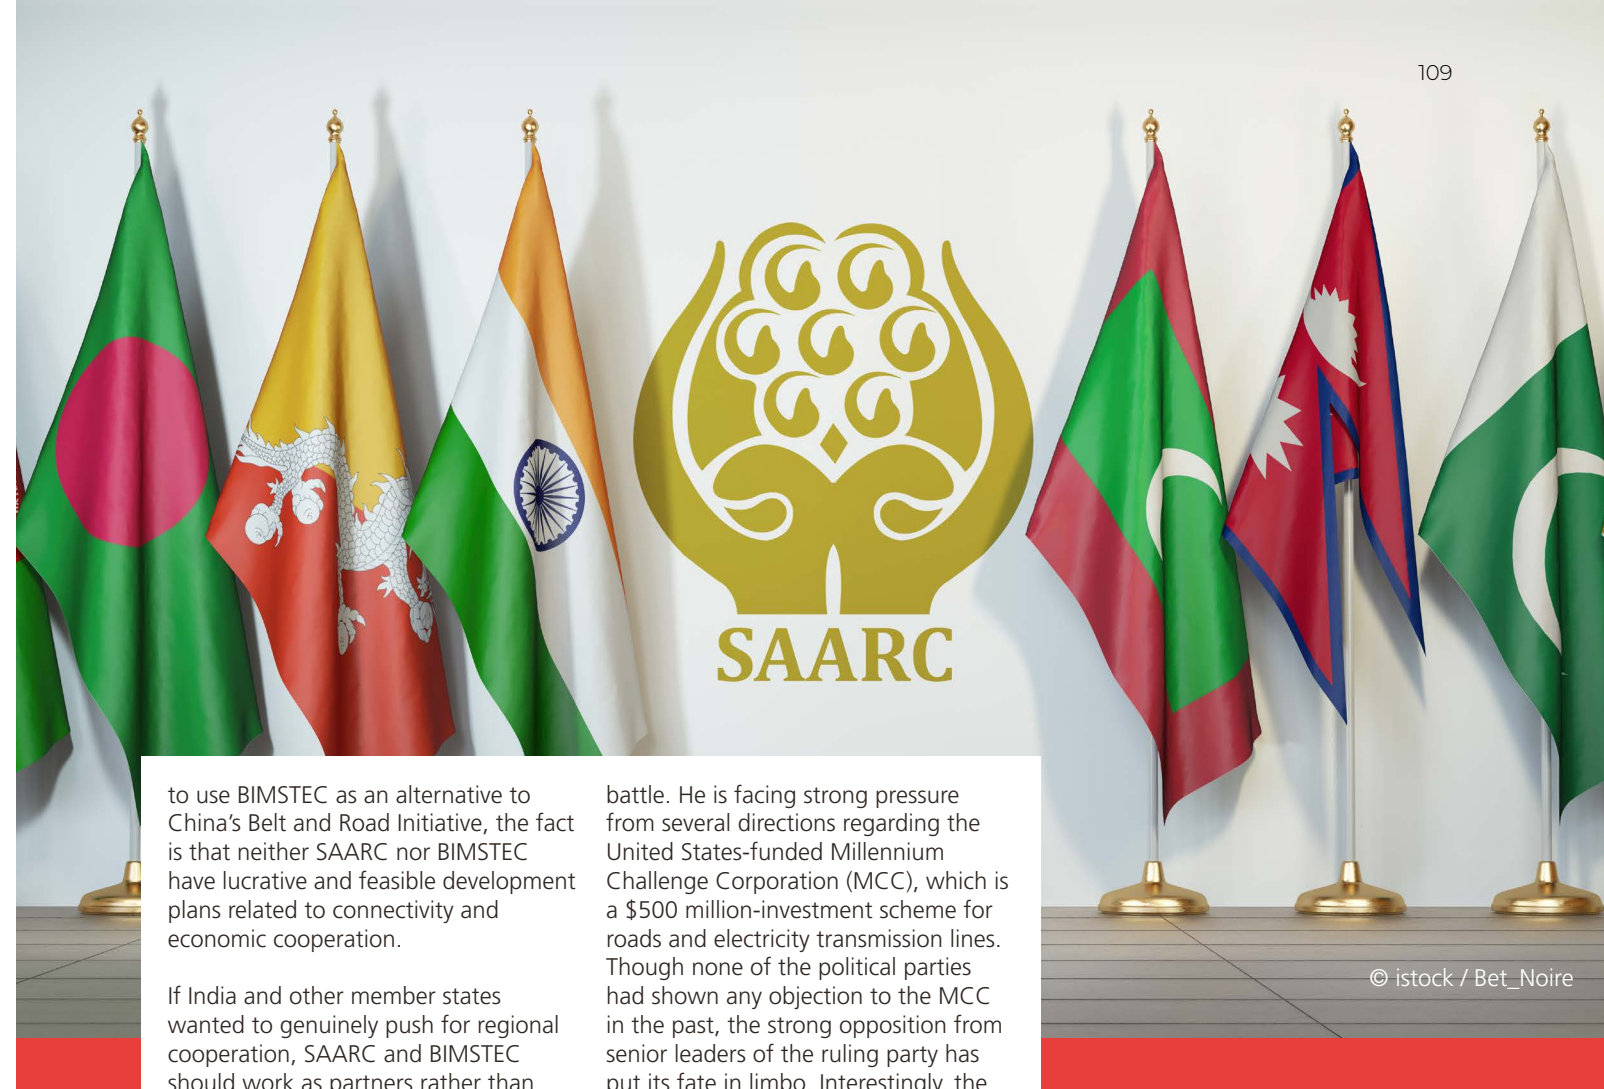 109
SAARC
to use BIMSTEC as an alternative to
China's Belt and Road Initiative, the fact
is that neither SAARC nor BIMSTEC
have lucrative and feasible development
plans related to connectivity and
economic cooperation.
If India and other member states
wanted to genuinely push for regional
cooperation, SAARC and BIMSTEC
should work as partners rather than
battle. He is facing strong pressure
from several directions regarding the
United States-funded Millennium
Challenge Corporation (MCC), which is
a $500 million-investment scheme for
roads and electricity transmission lines.
Though none of the political parties
had shown any objection to the MCC
in the past, the strong opposition from
senior leaders of the ruling party has
put its fate in limbo. Interestingly, the
© istock / Bet_Noire